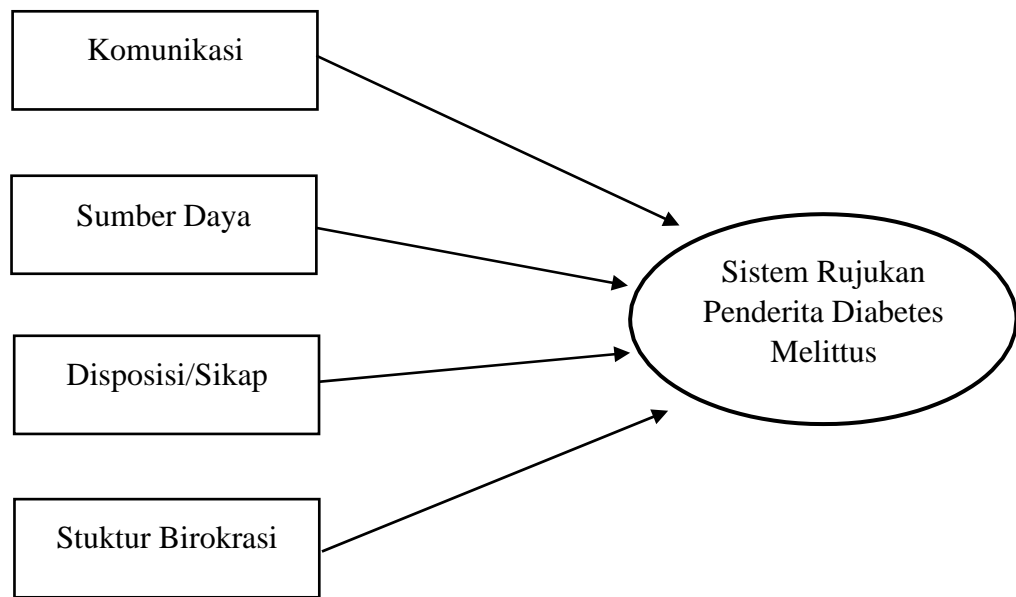 Komunikasi
Sumber Daya
Disposisi/Sikap
Stuktur Birokrasi
Sistem Rujukan
Penderita Diabetes
Melittus